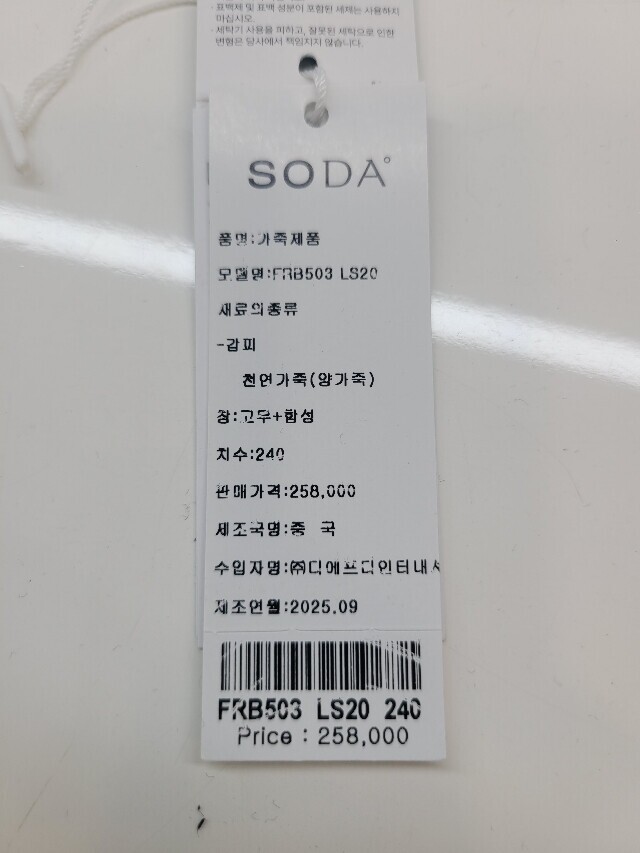 · 표백제 및 표백 성분이 포함된 세제는 사용하지
마십시오.
· 세탁기 사용을 피하고, 잘못된 세탁으로 인한
변형은 당사에서 책임지지 않습니다.
SODA
품명:가죽제품
모델명:FRB503 LS20
재료의종류
-갑피
천연가죽(양가죽)
창:고무+합성
치수:240
판매가격:258,000
제조국명:중 국
수입자명:㈜디에프디인터내
제조연월:2025.09
FRB503 LS20 240
Price : 258,000